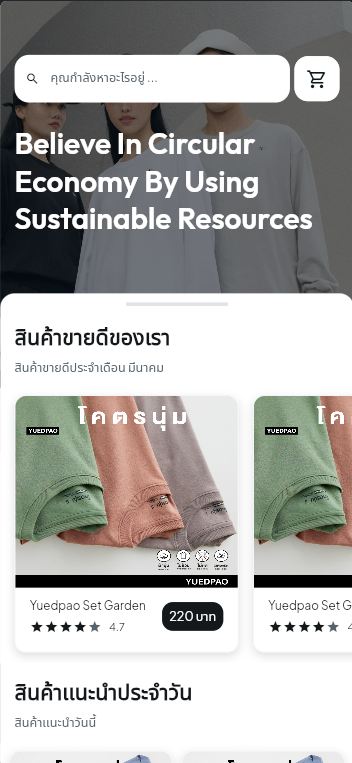 คุณกำลังหาอะไรอยู่ ...
Believe In Circular
Economy By Using
Sustainable Resources
สินค้าขายดีของเรา
สินค้าขายดีประจำเดือน มีนาคม
โคตรนุ่ม
YUEDPAO
YUEDPAO
Yuedpao Set Garden
4.7
220 บาท
YUEDPAO
Yuedpao Set G
สินค้าแนะนำประจำวัน
สินค้าแนะนำวันนี้